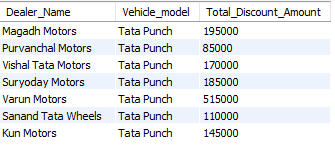 Dealer_Name Vehicle_model Total_Discount_Amount
Magadh Motors Tata Punch 195000
Purvanchal Motors Tata Punch 85000
Vishal Tata Motors Tata Punch 170000
Suryoday Motors Tata Punch 185000
Varun Motors Tata Punch 515000
Sanand Tata Wheels Tata Punch 110000
Kun Motors Tata Punch 145000